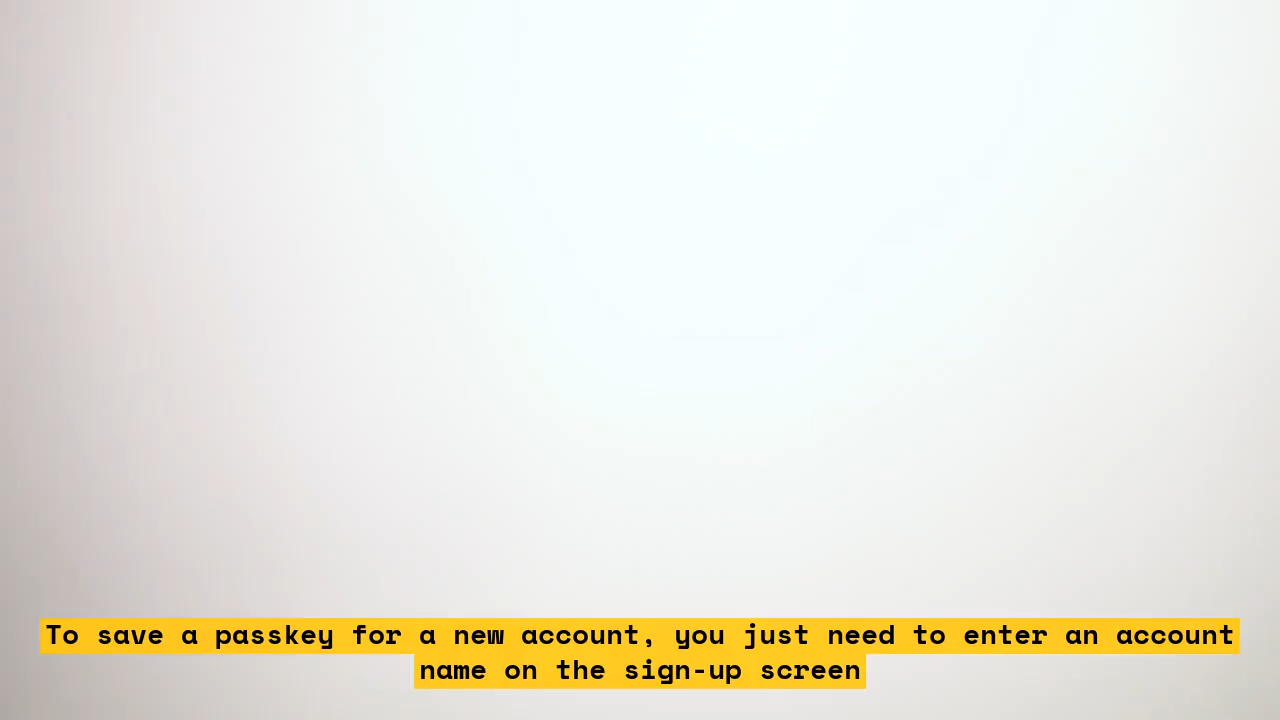 To save a passkey for a new account, you just need to enter an account
name on the sign-up screen